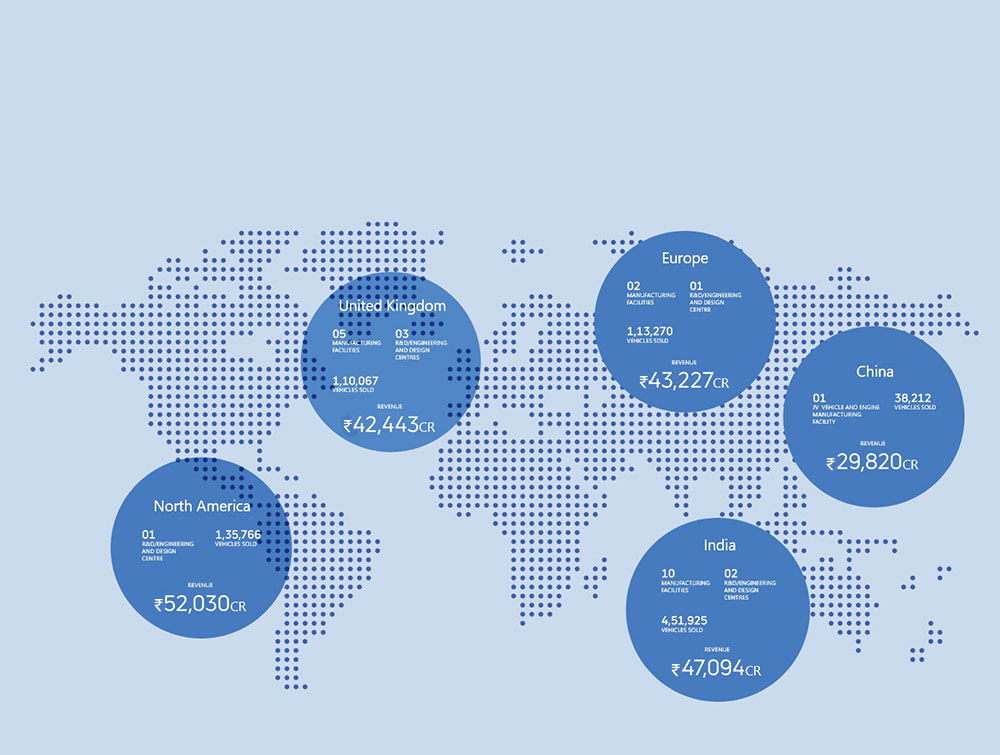 Europe
02
MANUFACTURING
FACILITIES
01
R&D/ENGINEERING
AND DESIGN
CENTRE
1,13,270
VEHICLES SOLD
REVENUE
₹43,227CR
United Kingdom
05
MANUFACTURING
FACILITIES
03
R&D/ENGINEERING
AND DESIGN
CENTRES
1,10,067
VEHICLES SOLD
REVENUE
₹42,443CR
China
01
JV VEHICLE AND ENGINE
MANUFACTURING
FACILITY
38,212
VEHICLES SOLD
REVENUE
₹29,820CR
North America
01
R&D/ENGINEERING
AND DESIGN
CENTRE
1,35,766
VEHICLES SOLD
REVENUE
₹52,030CR
India
10
MANUFACTURING
FACILITIES
02
R&D/ENGINEERING
AND DESIGN
CENTRES
4,51,925
VEHICLES SOLD
REVENUE
₹47,094CR